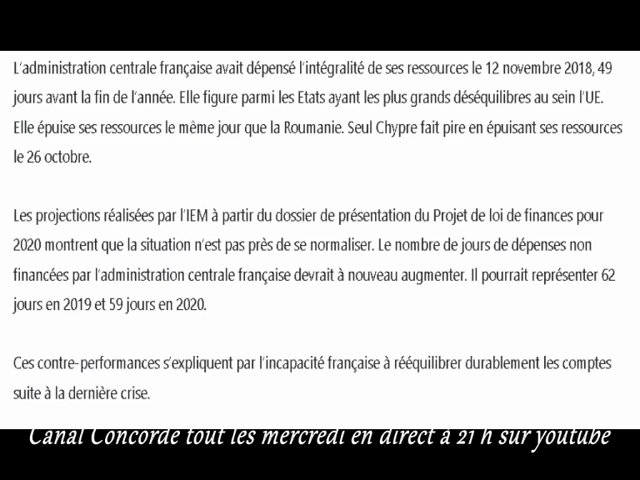 L'administration centrale française avait dépensé l'intégralité de ses ressources le 12 novembre 2018, 49
jours avant la fin de l'année. Elle figure parmi les Etats ayant les plus grands déséquilibres au sein l'UE.
Elle épuise ses ressources le même jour que la Roumanie. Seul Chypre fait pire en épuisant ses ressources
le 26 octobre.
Les projections réalisées par l'IEM à partir du dossier de présentation du Projet de loi de finances pour
2020 montrent que la situation n'est pas près de se normaliser. Le nombre de jours de dépenses non
financées par l'administration centrale française devrait à nouveau augmenter. Il pourrait représenter 62
jours en 2019 et 59 jours en 2020.
Ces contre-performances s'expliquent par l'incapacité française à rééquilibrer durablement les comptes
suite à la dernière crise.
Canal Concorde tout les mercredi en direct à 21 h sur youtube